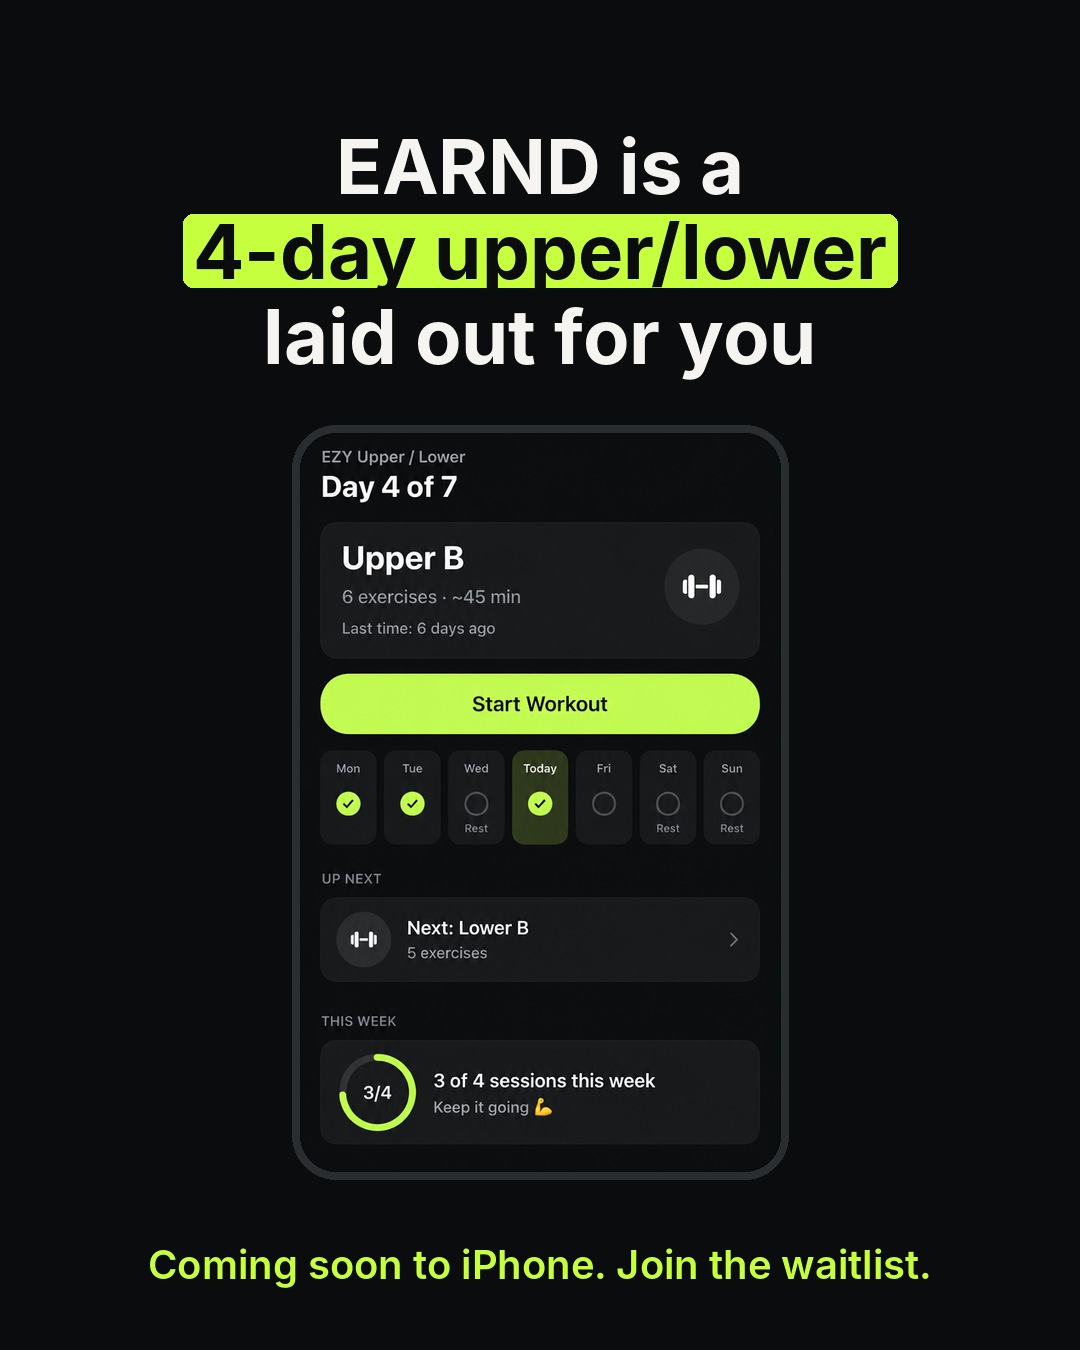 EARND is a
4-day upper/lower
laid out for you
EZY Upper / Lower
Day 4 of 7
Upper B
6 exercises · ~45 min
Last time: 6 days ago
Start Workout
Mon Tue Wed Today Fri Sat Sun
Rest Rest Rest
UP NEXT
Next: Lower B
5 exercises
THIS WEEK
3/4
3 of 4 sessions this week
Keep it going 💪
Coming soon to iPhone. Join the waitlist.